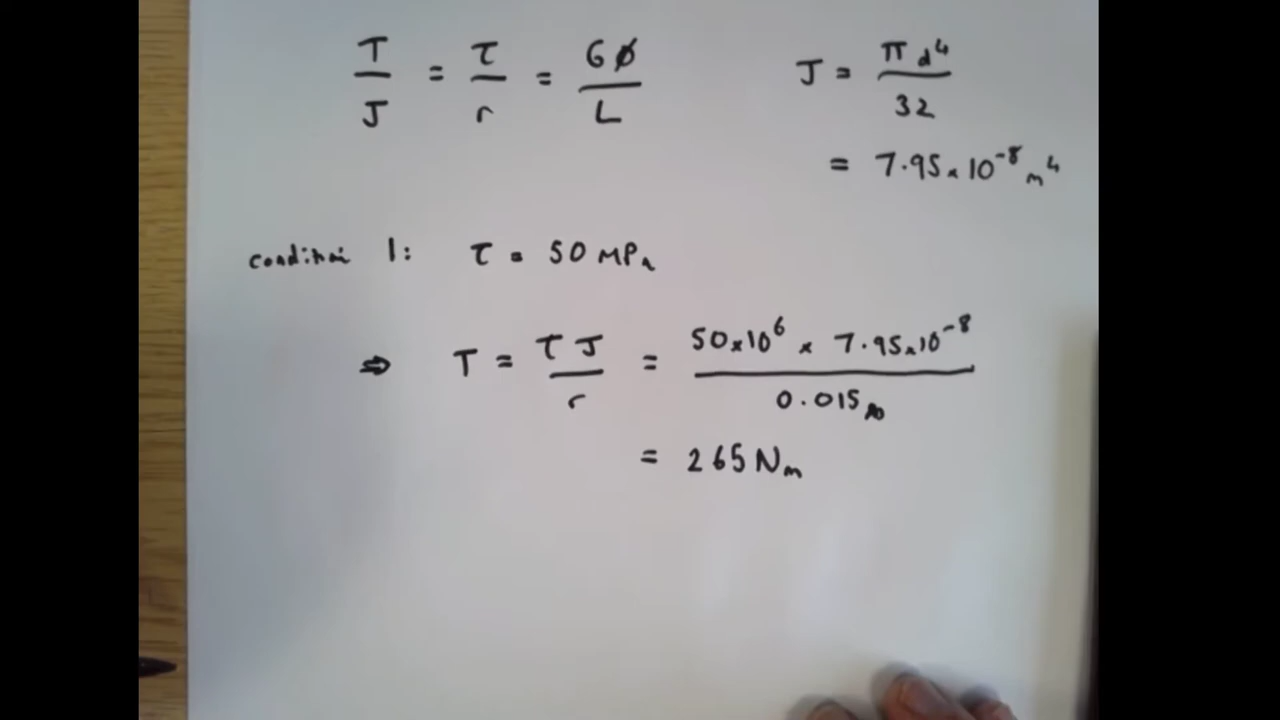 T/J = τ/r = Gϕ/L
J = πd⁴/32
= 7.95×10⁻⁸ m⁴
condition 1: τ = 50 MPa
⇒ T = τJ/r = 50×10⁶ × 7.95×10⁻⁸/0.015
= 265 Nm